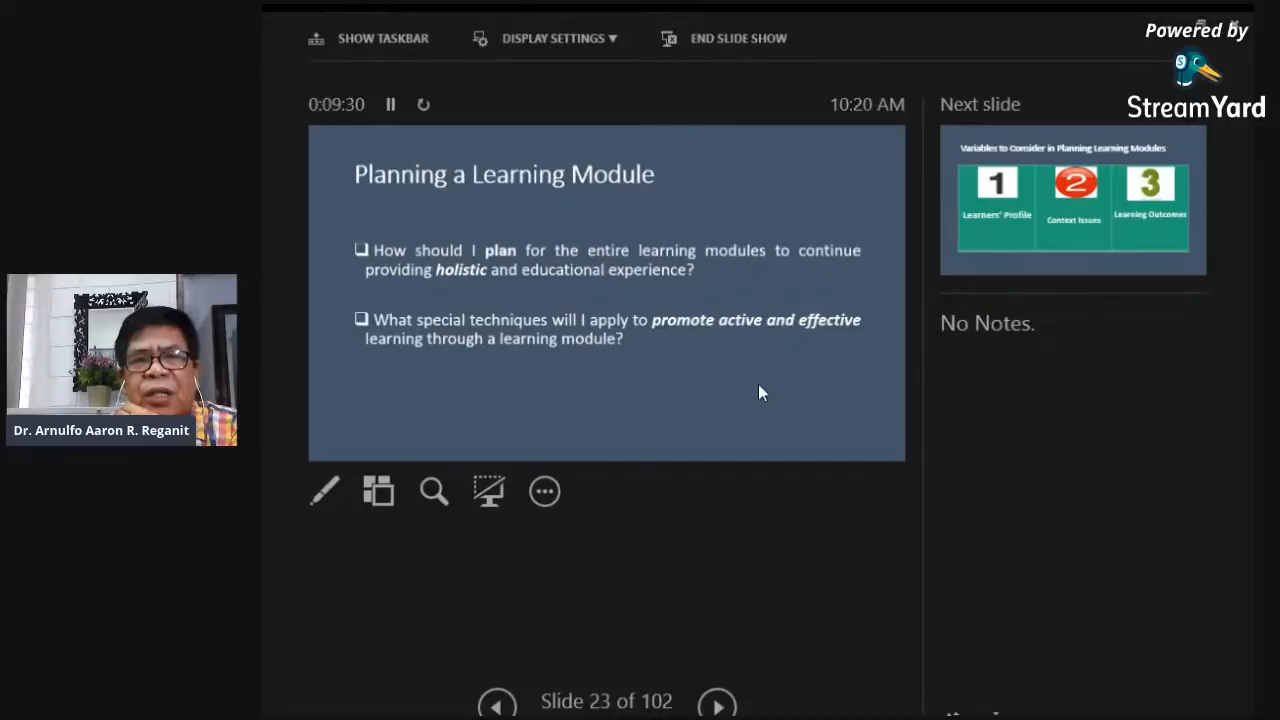 SHOW TASKBAR
DISPLAY SETTINGS ▼
END SLIDE SHOW
Powered by
StreamYard
0:09:30
10:20 AM
Next slide
Planning a Learning Module
❑ How should I plan for the entire learning modules to continue
providing holistic and educational experience?
❑ What special techniques will I apply to promote active and effective
learning through a learning module?
Variables to Consider in Planning Learning Modules
1
2
3
Learners' Profile
Context Issues
Learning Outcomes
No Notes.
Dr. Arnulfo Aaron R. Reganit
Slide 23 of 102